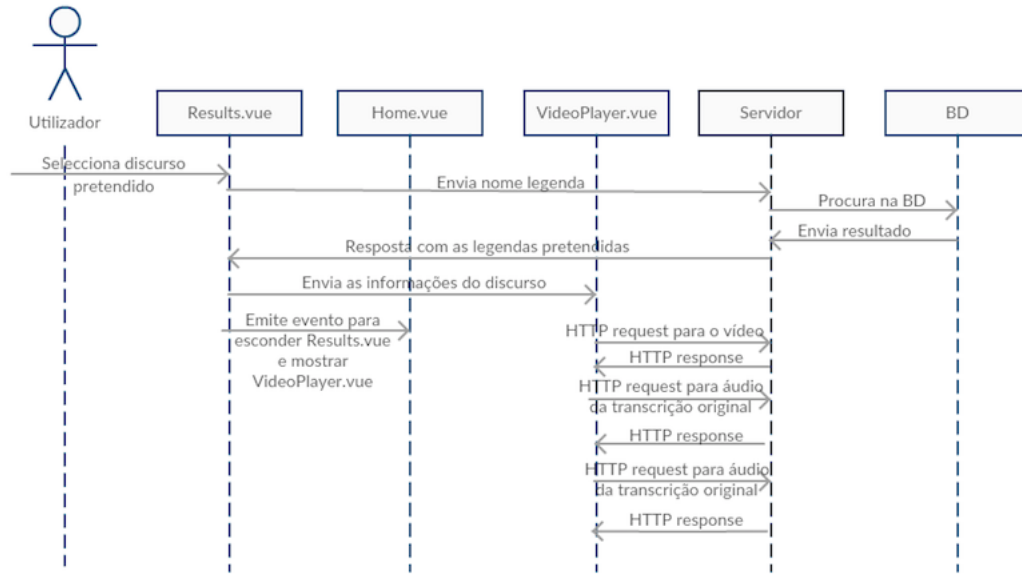 Utilizador
Results.vue
Home.vue
VideoPlayer.vue
Servidor
BD
Selecciona discurso
pretendido
Envia nome legenda
Procura na BD
Envia resultado
Resposta com as legendas pretendidas
Envia as informações do discurso
Emite evento para
esconder Results.vue
e mostrar
VideoPlayer.vue
HTTP request para o vídeo
HTTP response
HTTP request para áudio
da transcrição original
HTTP response
HTTP request para áudio
da transcrição original
HTTP response